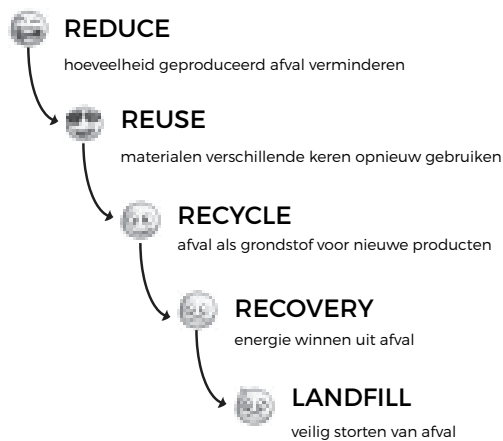 REDUCE
hoeveelheid geproduceerd afval verminderen
REUSE
materialen verschillende keren opnieuw gebruiken
RECYCLE
afval als grondstof voor nieuwe producten
RECOVERY
energie winnen uit afval
LANDFILL
veilig storten van afval